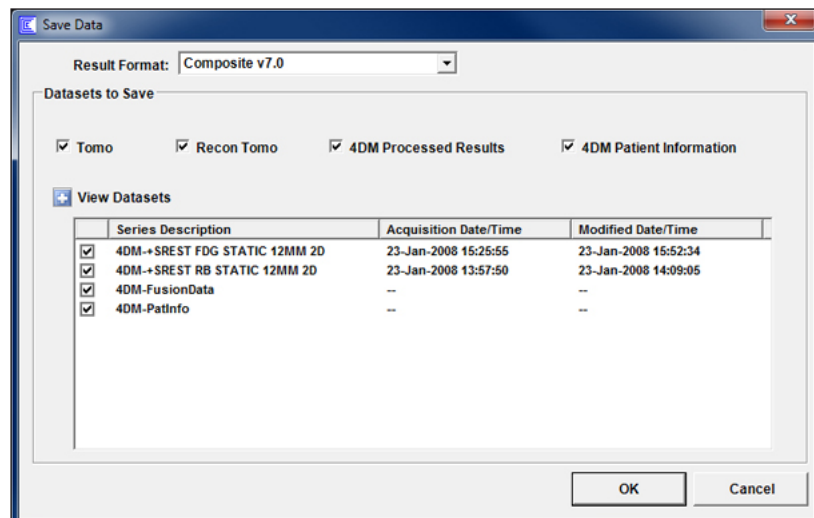 Save Data
Result Format: Composite v7.0
Datasets to Save
Tomo Recon Tomo 4DM Processed Results 4DM Patient Information
View Datasets
Series Description Acquisition Date/Time Modified Date/Time
4DM-+SREST FDG STATIC 12MM 2D 23-Jan-2008 15:25:55 23-Jan-2008 15:52:34
4DM-+SREST RB STATIC 12MM 2D 23-Jan-2008 13:57:50 23-Jan-2008 14:09:05
4DM-FusionData -- --
4DM-PatInfo -- --
OK Cancel